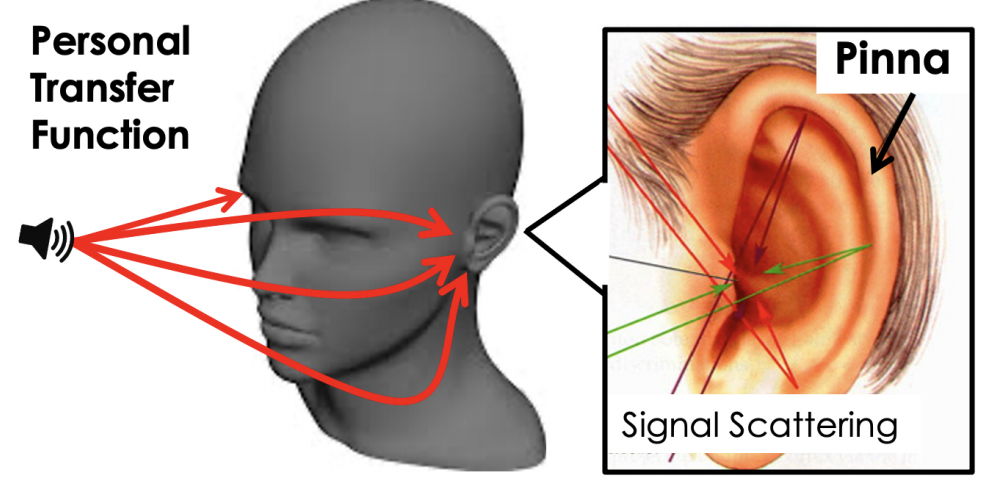 Personal
Transfer
Function
Pinna
Signal Scattering